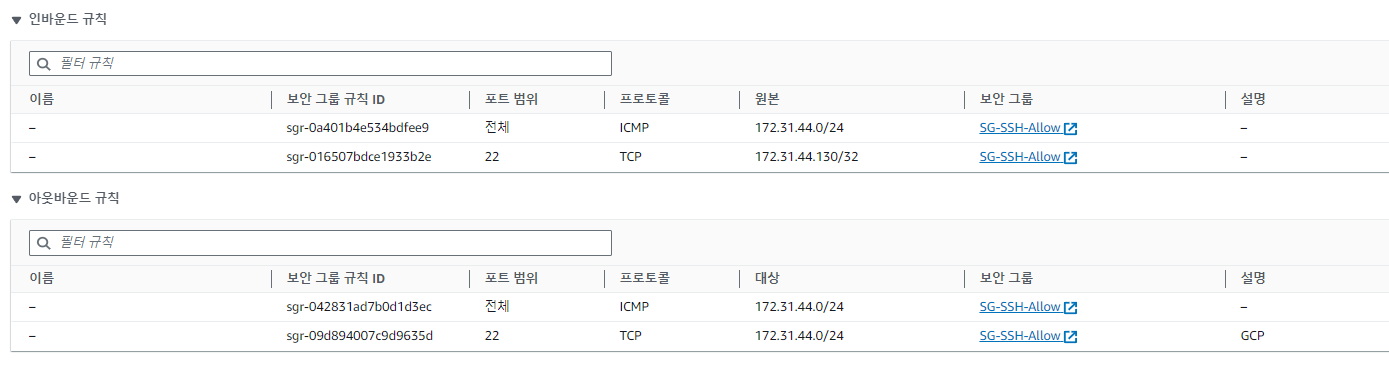 ▼ 인바운드 규칙
필터 규칙
이름 보안 그룹 규칙 ID 포트 범위 프로토콜 원본 보안 그룹 설명
– sgr-0a401b4e534bdfee9 전체 ICMP 172.31.44.0/24 SG-SSH-Allow –
– sgr-016507bdce1933b2e 22 TCP 172.31.44.130/32 SG-SSH-Allow –
▼ 아웃바운드 규칙
필터 규칙
이름 보안 그룹 규칙 ID 포트 범위 프로토콜 대상 보안 그룹 설명
– sgr-042831ad7b0d1d3ec 전체 ICMP 172.31.44.0/24 SG-SSH-Allow –
– sgr-09d894007c9d9635d 22 TCP 172.31.44.0/24 SG-SSH-Allow GCP